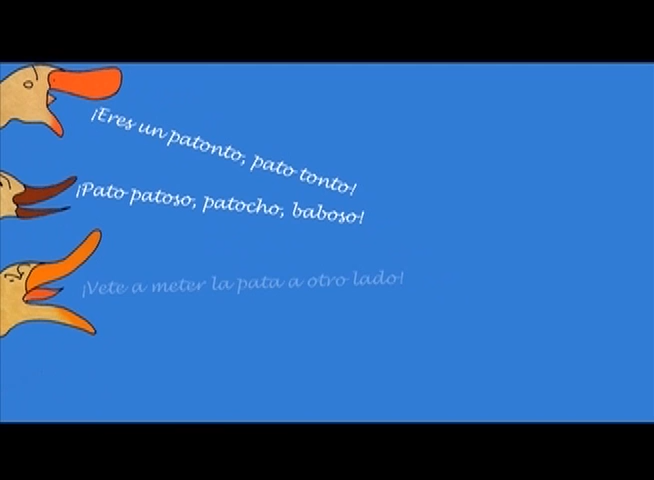 ¡Eres un patonto, pato tonto!
¡Pato patoso, patocho, baboso!
¡Vete a meter la pata a otro lado!